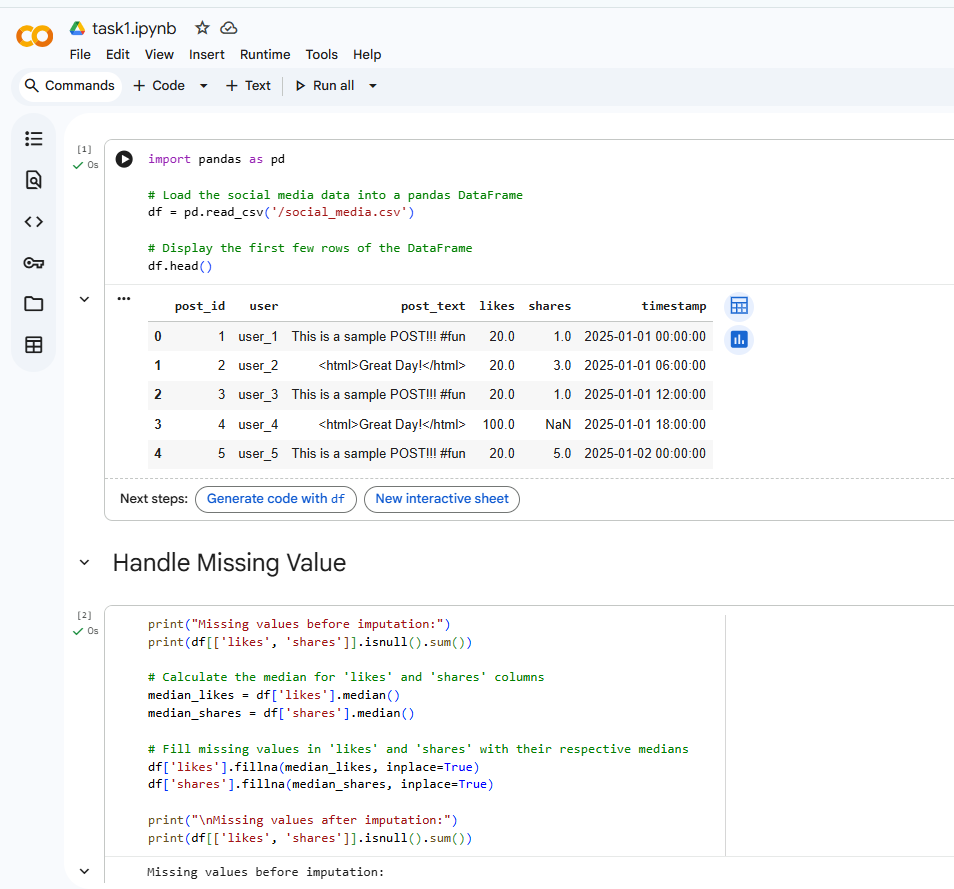 task1.ipynb
File Edit View Insert Runtime Tools Help
Commands + Code + Text Run all
[1]
0s
import pandas as pd
# Load the social media data into a pandas DataFrame
df = pd.read_csv('/social_media.csv')
# Display the first few rows of the DataFrame
df.head()
post_id user post_text likes shares timestamp
0 1 user_1 This is a sample POST!!! #fun 20.0 1.0 2025-01-01 00:00:00
1 2 user_2 <html>Great Day!</html> 20.0 3.0 2025-01-01 06:00:00
2 3 user_3 This is a sample POST!!! #fun 20.0 1.0 2025-01-01 12:00:00
3 4 user_4 <html>Great Day!</html> 100.0 NaN 2025-01-01 18:00:00
4 5 user_5 This is a sample POST!!! #fun 20.0 5.0 2025-01-02 00:00:00
Next steps: Generate code with df New interactive sheet
Handle Missing Value
[2]
0s
print("Missing values before imputation:")
print(df[['likes', 'shares']].isnull().sum())
# Calculate the median for 'likes' and 'shares' columns
median_likes = df['likes'].median()
median_shares = df['shares'].median()
# Fill missing values in 'likes' and 'shares' with their respective medians
df['likes'].fillna(median_likes, inplace=True)
df['shares'].fillna(median_shares, inplace=True)
print("\nMissing values after imputation:")
print(df[['likes', 'shares']].isnull().sum())
Missing values before imputation: